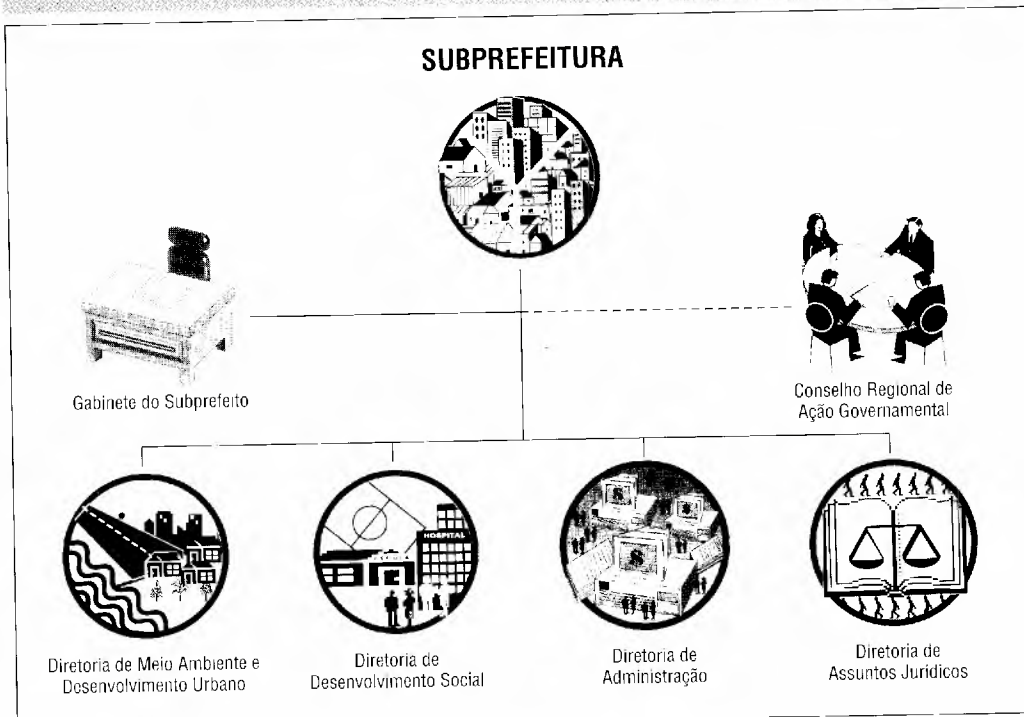 SUBPREFEITURA
Gabinete do Subprefeito
Conselho Regional de
Ação Governamental
HOSPITAL
Diretoria de Meio Ambiente e
Desenvolvimento Urbano
Diretoria de
Desenvolvimento Social
Diretoria de
Administração
Diretoria de
Assuntos Jurídicos